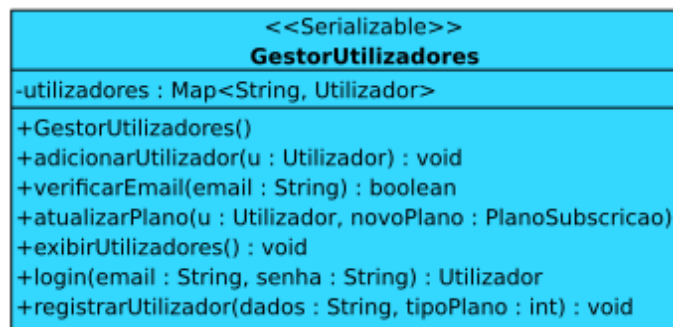 <<Serializable>>
GestorUtilizadores
-utilizadores : Map<String, Utilizador>
+GestorUtilizadores()
+adicionarUtilizador(u : Utilizador) : void
+verificarEmail(email : String) : boolean
+atualizarPlano(u : Utilizador, novoPlano : PlanoSubscricao)
+exibirUtilizadores() : void
+login(email : String, senha : String) : Utilizador
+registrarUtilizador(dados : String, tipoPlano : int) : void